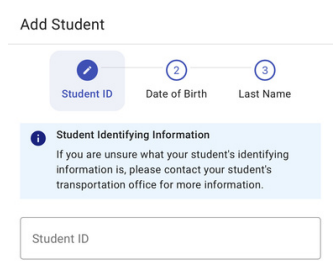 Add Student
2
3
Student ID
Date of Birth
Last Name
Student Identifying Information
If you are unsure what your student's identifying
information is, please contact your student's
transportation office for more information.
Student ID